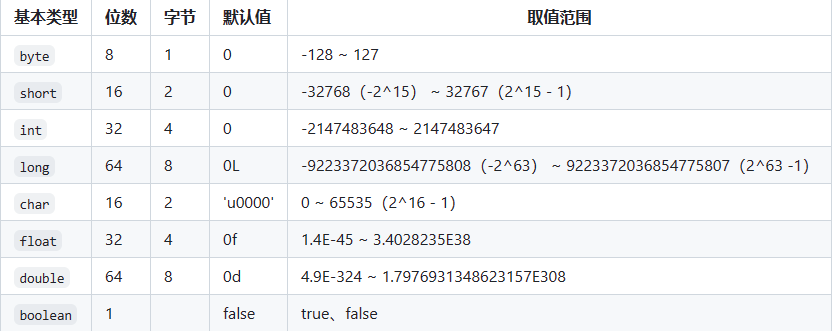 基本类型 位数 字节 默认值 取值范围
byte 8 1 0 -128 ~ 127
short 16 2 0 -32768（-2^15） ~ 32767（2^15 - 1）
int 32 4 0 -2147483648 ~ 2147483647
long 64 8 0L -9223372036854775808（-2^63） ~ 9223372036854775807（2^63 -1）
char 16 2 'u0000' 0 ~ 65535（2^16 - 1）
float 32 4 0f 1.4E-45 ~ 3.4028235E38
double 64 8 0d 4.9E-324 ~ 1.7976931348623157E308
boolean 1 false true、false